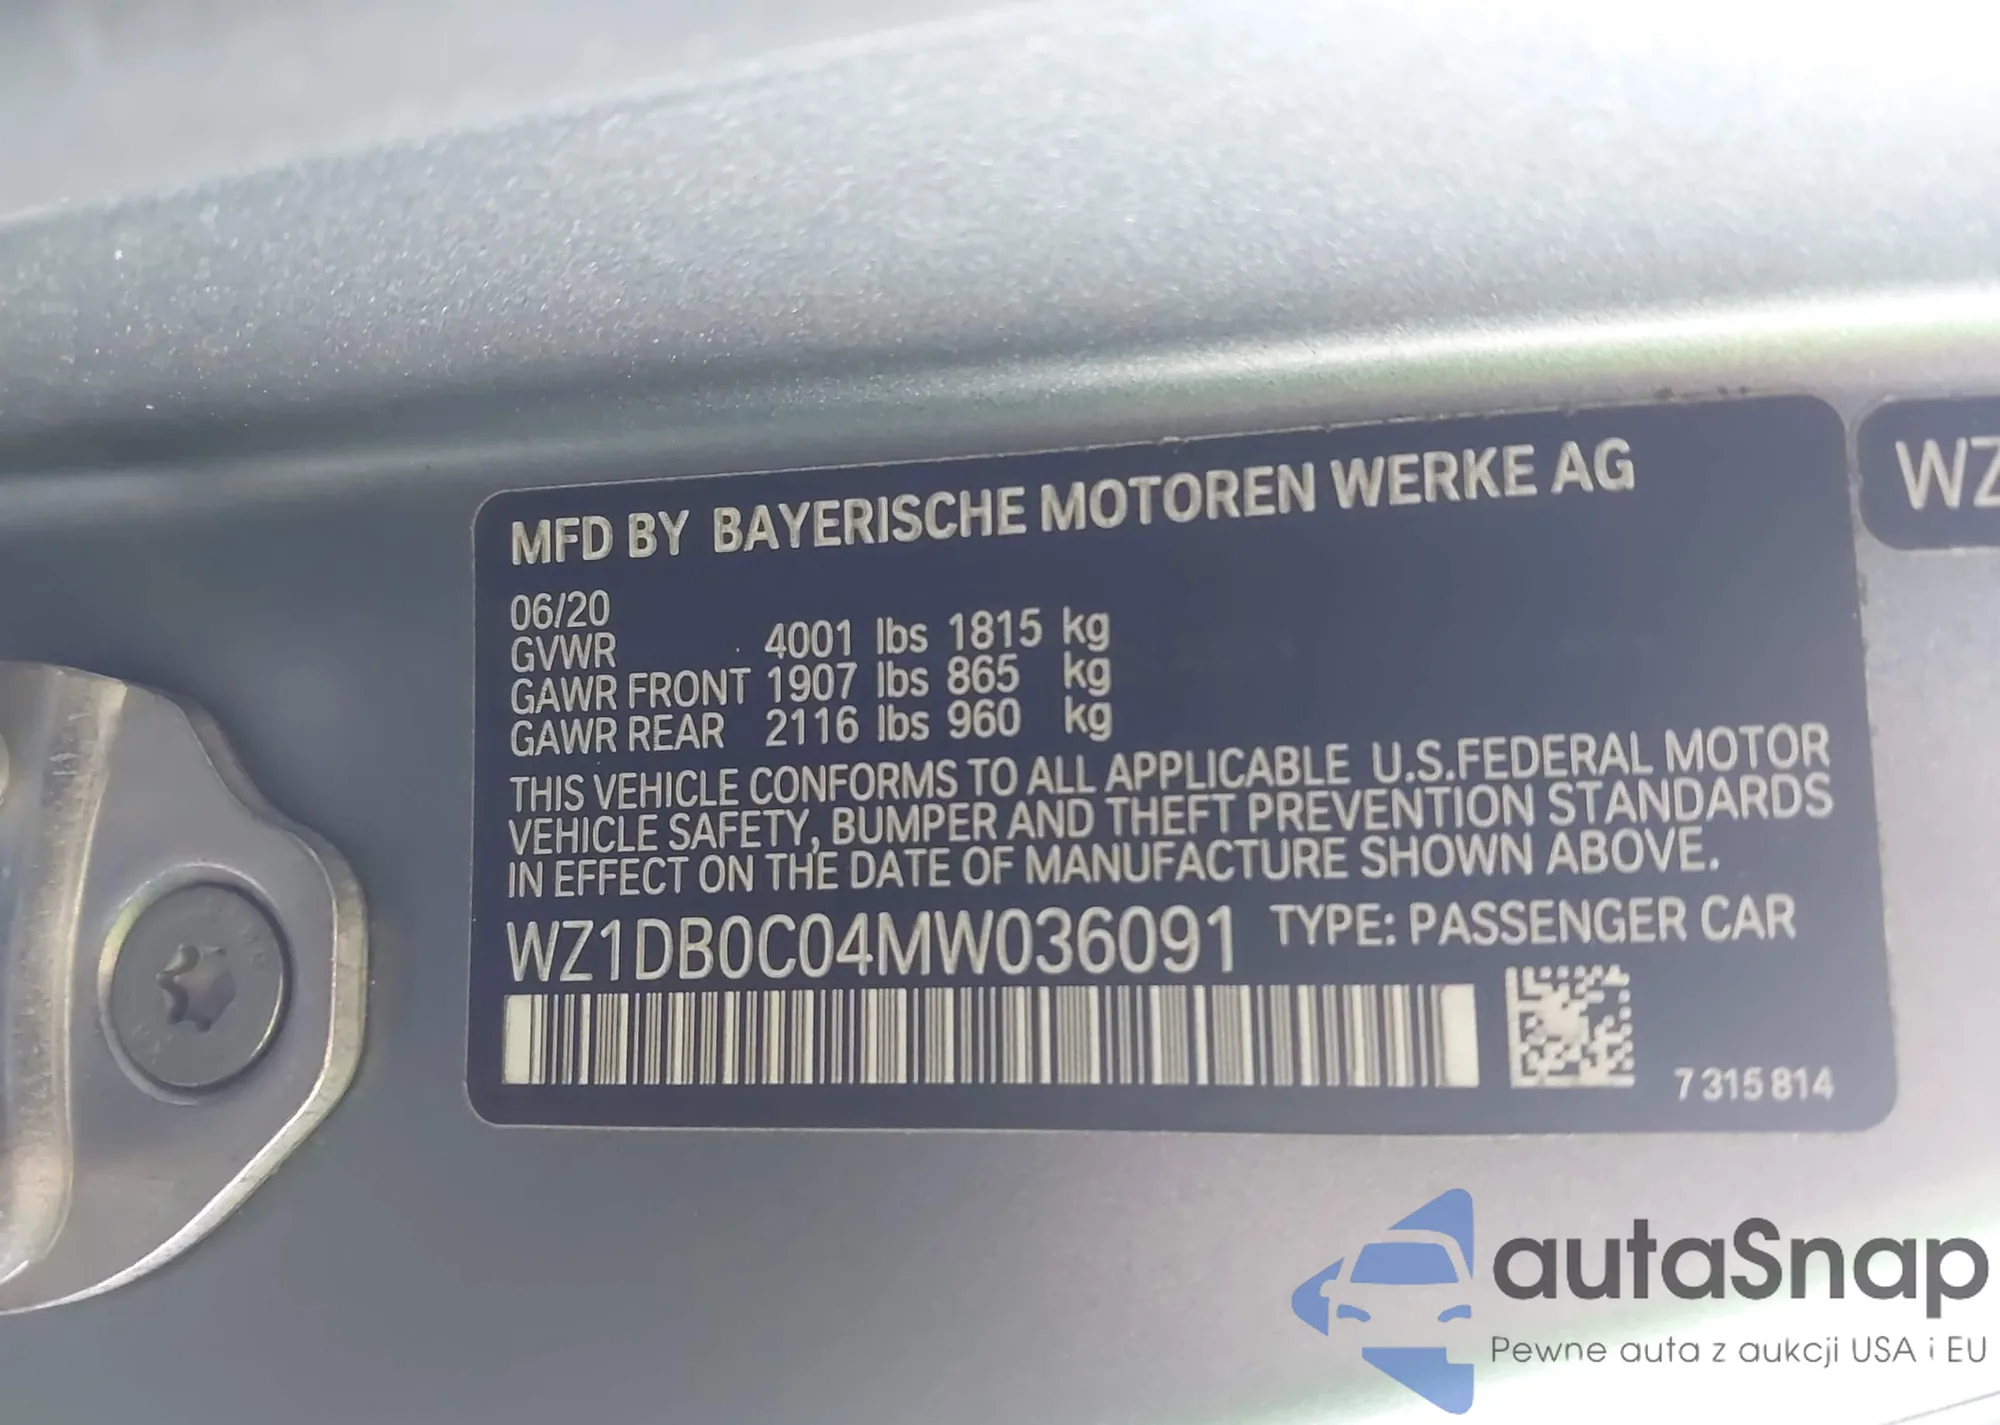 MFD BY BAYERISCHE MOTOREN WERKE AG
WZ
06/20
GVWR 4001 lbs 1815 kg
GAWR FRONT 1907 lbs 865 kg
GAWR REAR 2116 lbs 960 kg
THIS VEHICLE CONFORMS TO ALL APPLICABLE U.S.FEDERAL MOTOR
VEHICLE SAFETY, BUMPER AND THEFT PREVENTION STANDARDS
IN EFFECT ON THE DATE OF MANUFACTURE SHOWN ABOVE.
WZ1DB0C04MW036091 TYPE: PASSENGER CAR
7 315 814
autaSnap
Pewne auta z aukcji USA i EU